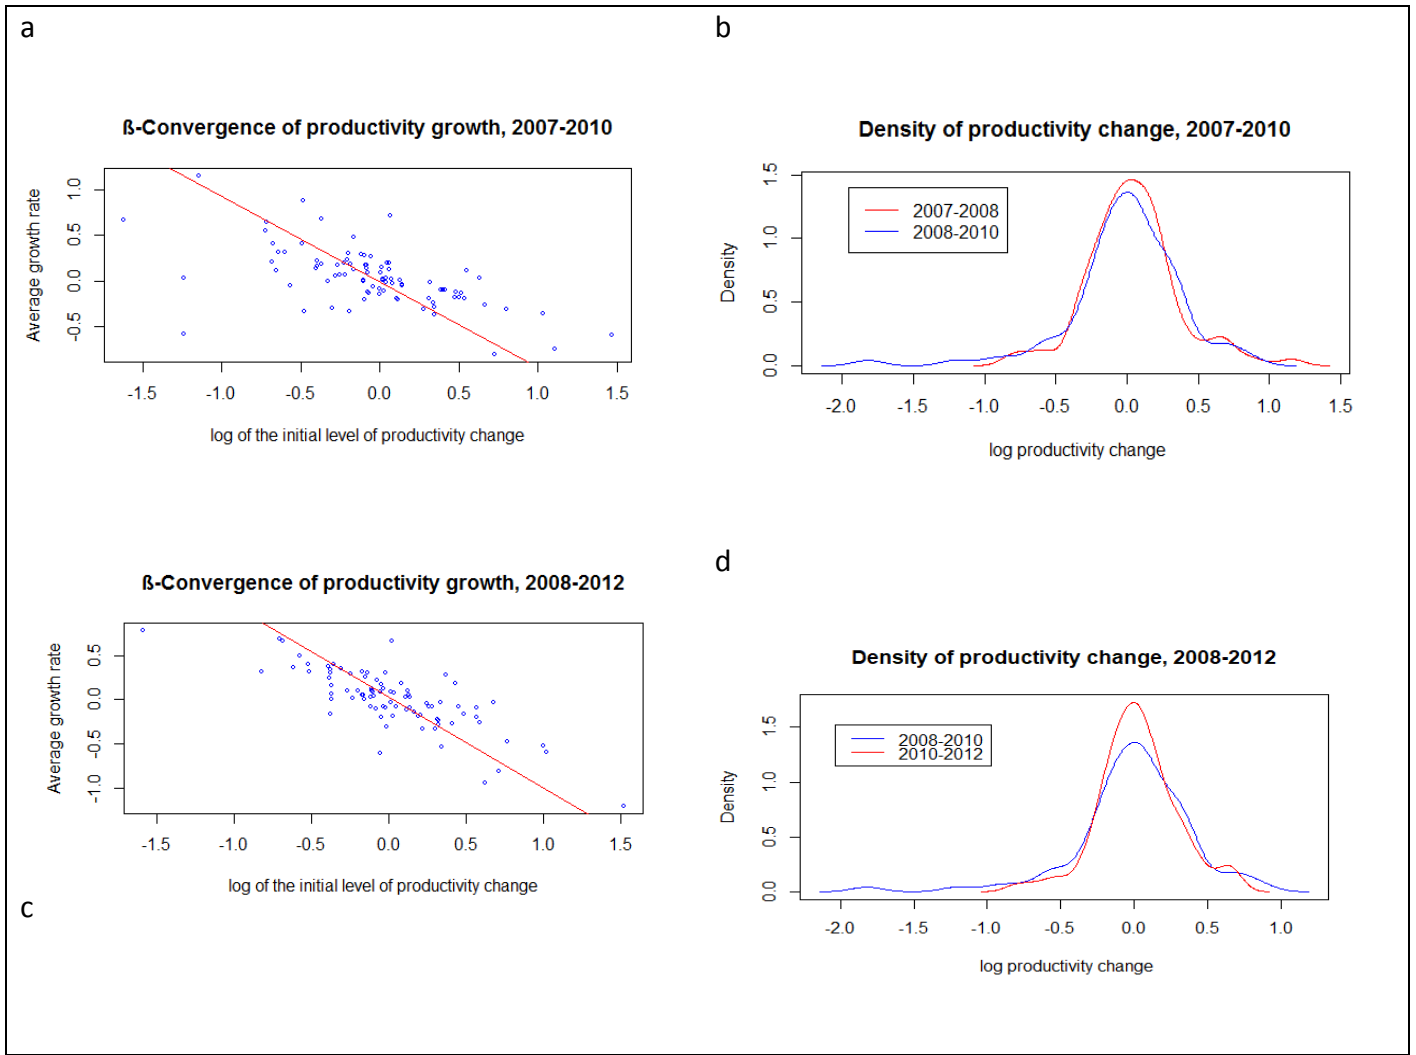 a
ß-Convergence of productivity growth, 2007-2010
Average growth rate
1.0
0.5
0.0
-0.5
-1.5 -1.0 -0.5 0.0 0.5 1.0 1.5
log of the initial level of productivity change
b
Density of productivity change, 2007-2010
Density
1.5
1.0
0.5
0.0
2007-2008
2008-2010
-2.0 -1.5 -1.0 -0.5 0.0 0.5 1.0 1.5
log productivity change
ß-Convergence of productivity growth, 2008-2012
Average growth rate
0.5
0.0
-0.5
-1.0
-1.5 -1.0 -0.5 0.0 0.5 1.0 1.5
log of the initial level of productivity change
c
d
Density of productivity change, 2008-2012
Density
1.5
1.0
0.5
0.0
2008-2010
2010-2012
-2.0 -1.5 -1.0 -0.5 0.0 0.5 1.0
log productivity change